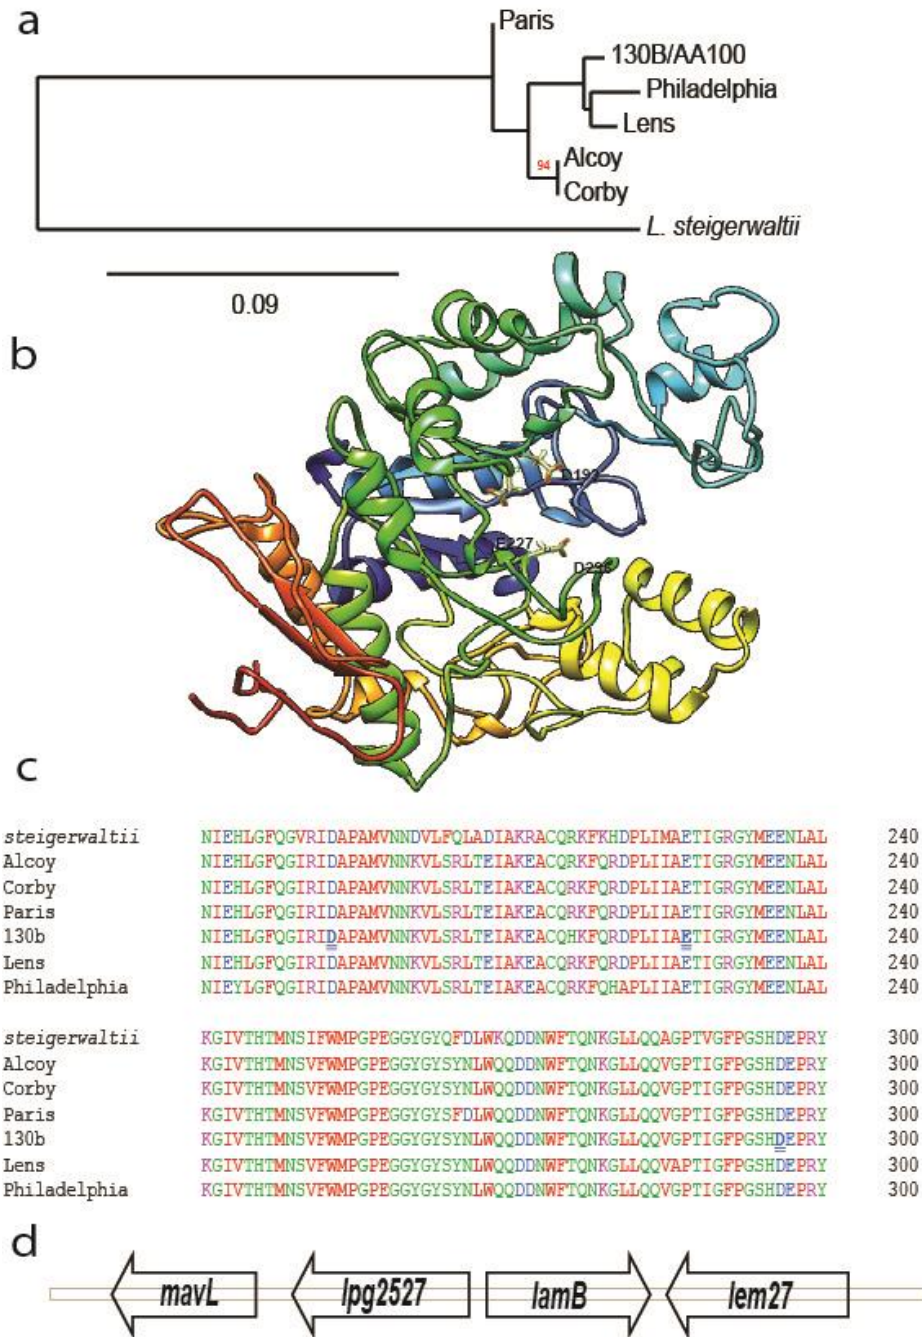 a
Paris
130B/AA100
Philadelphia
Lens
94
Alcoy
Corby
L. steigerwaltii
0.09
b
E227
c
steigerwaltii NIEHLGFQGVRIDAPAMVNNDVLFQLADIAKRACQRKFKHDPLIMAETIGRGYMEENLAL 240
Alcoy NIEHLGFQGIRIDAPAMVNNKVLSRLTEIAKEACQRKFQRDPLIIAETIGRGYMEENLAL 240
Corby NIEHLGFQGIRIDAPAMVNNKVLSRLTEIAKEACQRKFQRDPLIIAETIGRGYMEENLAL 240
Paris NIEHLGFQGIRIDAPAMVNNKVLSRLTEIAKEACQRKFQRDPLIIAETIGRGYMEENLAL 240
130b NIEHLGFQGIRIDAPAMVNNKVLSRLTEIAKEACQHKFQRDPLIIAETIGRGYMEENLAL 240
Lens NIEHLGFQGIRIDAPAMVNNKVLSRLTEIAKEACQRKFQRDPLIIAETIGRGYMEENLAL 240
Philadelphia NIEYLGFQGIRIDAPAMVNNKVLSRLTEIAKEACQRKFQHAPLIIAETIGRGYMEENLAL 240
steigerwaltii KGIVTHTMNSIFWMPGPEGGYGYQFDLWKQDDNWFTQNKGLLQQAGPTVGFPGSHDEPRY 300
Alcoy KGIVTHTMNSVFWMPGPEGGYGYSYNLWQQDDNWFTQNKGLLQQVGPTIGFPGSHDEPRY 300
Corby KGIVTHTMNSVFWMPGPEGGYGYSYNLWQQDDNWFTQNKGLLQQVGPTIGFPGSHDEPRY 300
Paris KGIVTHTMNSVFWMPGPEGGYGYSFDLWQQDDNWFTQNKGLLQQVGPTIGFPGSHDEPRY 300
130b KGIVTHTMNSVFWMPGPEGGYGYSYNLWQQDDNWFTQNKGLLQQVGPTIGFPGSHDEPRY 300
Lens KGIVTHTMNSVFWMPGPEGGYGYSYNLWQQDDNWFTQNKGLLQQVAPTIGFPGSHDEPRY 300
Philadelphia KGIVTHTMNSVFWMPGPEGGYGYSYNLWQQDDNWFTQNKGLLQQVGPTIGFPGSHDEPRY 300
d
mavL lpg2527 lamB lem27